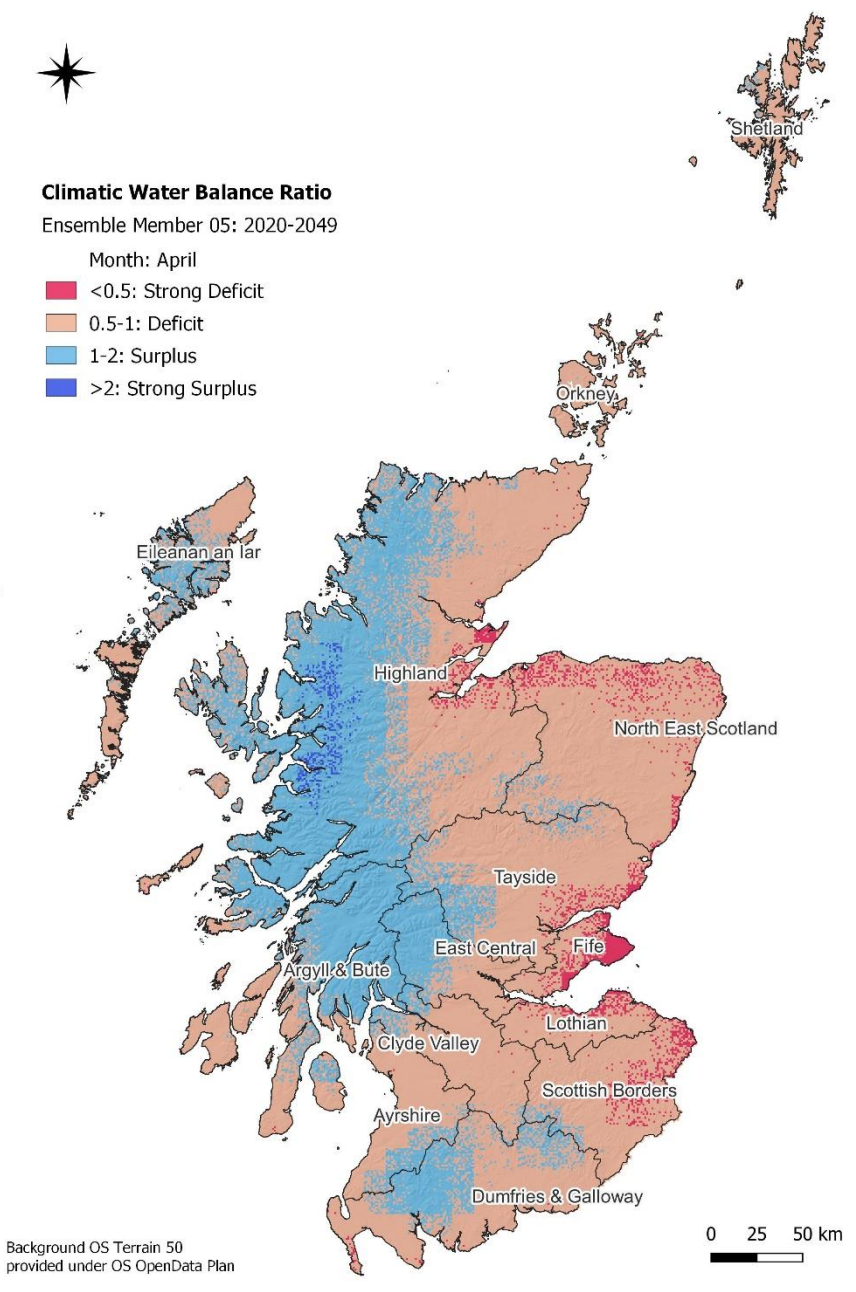 Shetland
Climatic Water Balance Ratio
Ensemble Member 05: 2020-2049
Month: April
<0.5: Strong Deficit
0.5-1: Deficit
1-2: Surplus
>2: Strong Surplus
Orkney
Eileanan an Iar
Highland
North East Scotland
Tayside
East Central
Fife
Argyll & Bute
Lothian
Clyde Valley
Scottish Borders
Ayrshire
Dumfries & Galloway
0 25 50 km
Background OS Terrain 50
provided under OS OpenData Plan